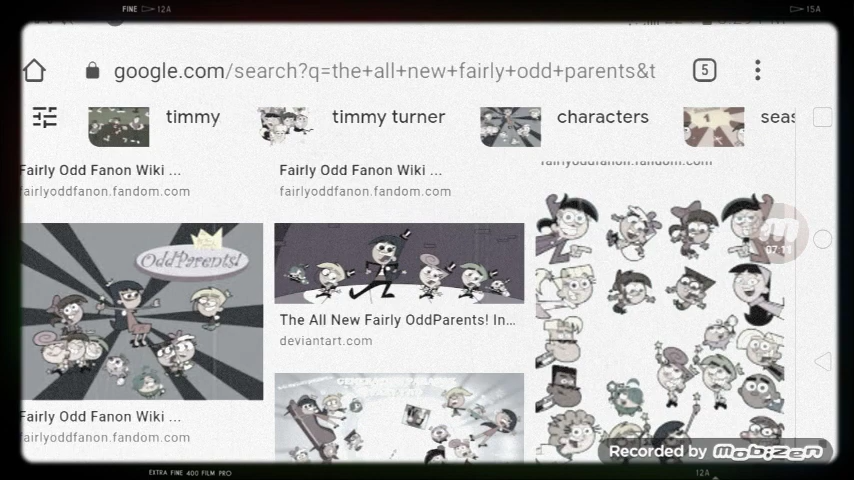 FINE 12A 15A
google.com/search?q=the+all+new+fairly+odd+parents&t
5
timmy
timmy turner
characters
seas
Fairly Odd Fanon Wiki ...
fairlyoddfanon.fandom.com
Fairly Odd Fanon Wiki ...
fairlyoddfanon.fandom.com
fairlyoddfanon.fandom.com
OddParents!
M
07:11
The All New Fairly OddParents! In...
deviantart.com
Fairly Odd Fanon Wiki ...
fairlyoddfanon.fandom.com
Recorded by mobizen
EXTRA FINE 400 FILM PRO 12A